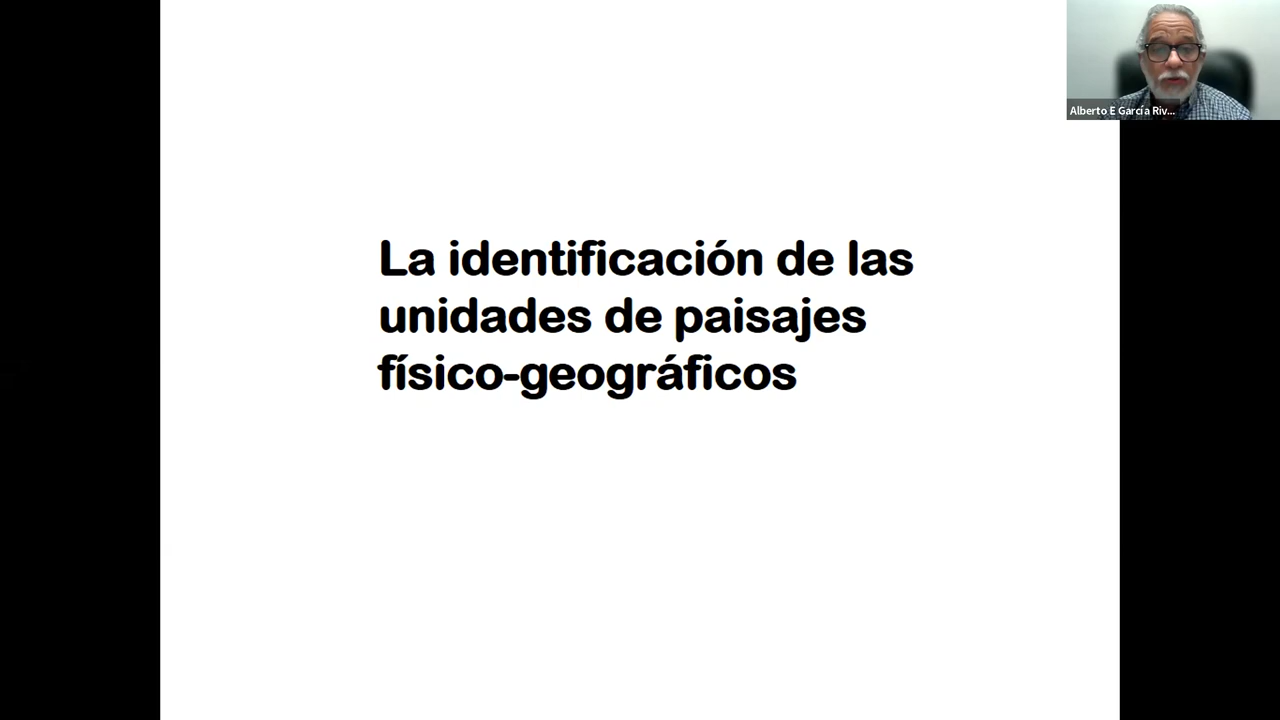 Alberto E García Riv...
La identificación de las
unidades de paisajes
físico-geográficos